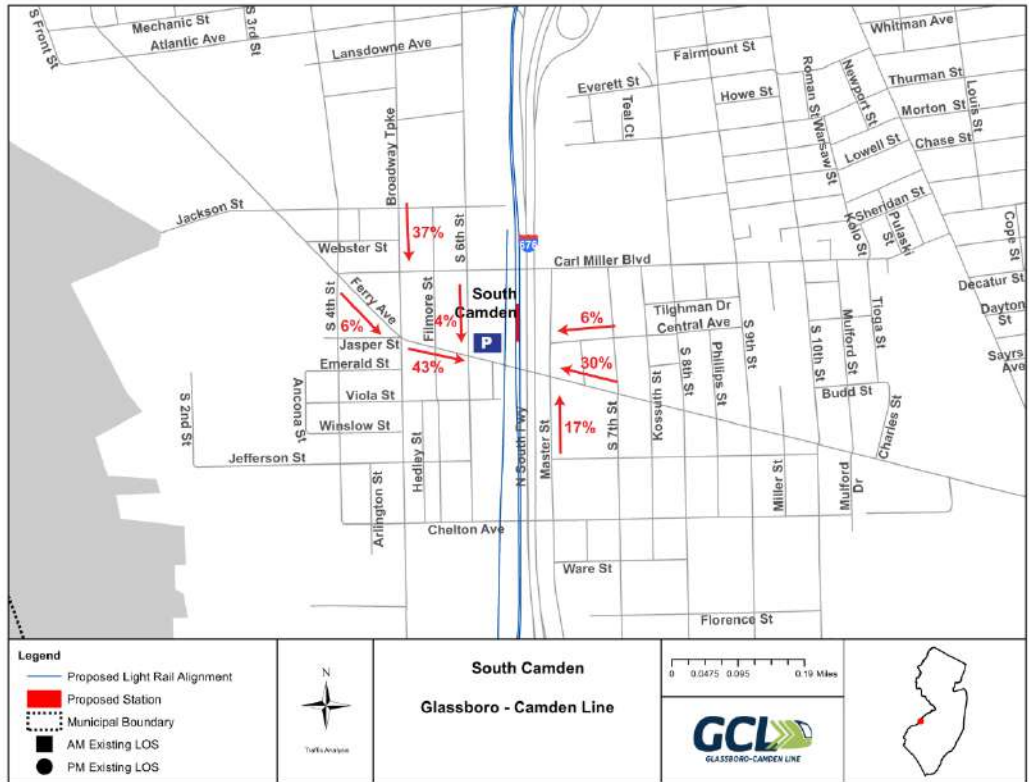 S Front St
Mechanic St
Atlantic Ave
S 3rd St
Lansdowne Ave
Whitman Ave
Fairmount St
Everett St
Teal Ct
Howe St
Roman St
Newport St
Thurman St
Louis St
Morton St
Warsaw St
Lowell St
Chase St
Broadway Tpke
Jackson St
Sheridan St
37%
S 6th St
Webster St
676
Kolo St
Pulaski St
Cope St
Carl Miller Blvd
Decatur St
S 4th St
Ferry Ave
Filmore St
South
Camden
Tilghman Dr
Tioga St
Dayton St
6%
4%
6%
Central Ave
S 9th St
S 10th St
Mulford St
P
Jasper St
43%
30%
Sayrs Ave
Emerald St
S 8th St
Phillips St
Budd St
S 2nd St
Ancona St
Viola St
Kossuth St
S 7th St
Charles St
Winslow St
17%
Jefferson St
Hedley St
N South Fwy
Master St
Arlington St
Miller St
Mulford Dr
Chelton Ave
Ware St
Florence St
Legend
Proposed Light Rail Alignment
Proposed Station
Municipal Boundary
AM Existing LOS
PM Existing LOS
N
Traffic Analysis
South Camden
Glassboro - Camden Line
0 0.0475 0.095 0.19 Miles
GCL
GLASSBORO-CAMDEN LINE